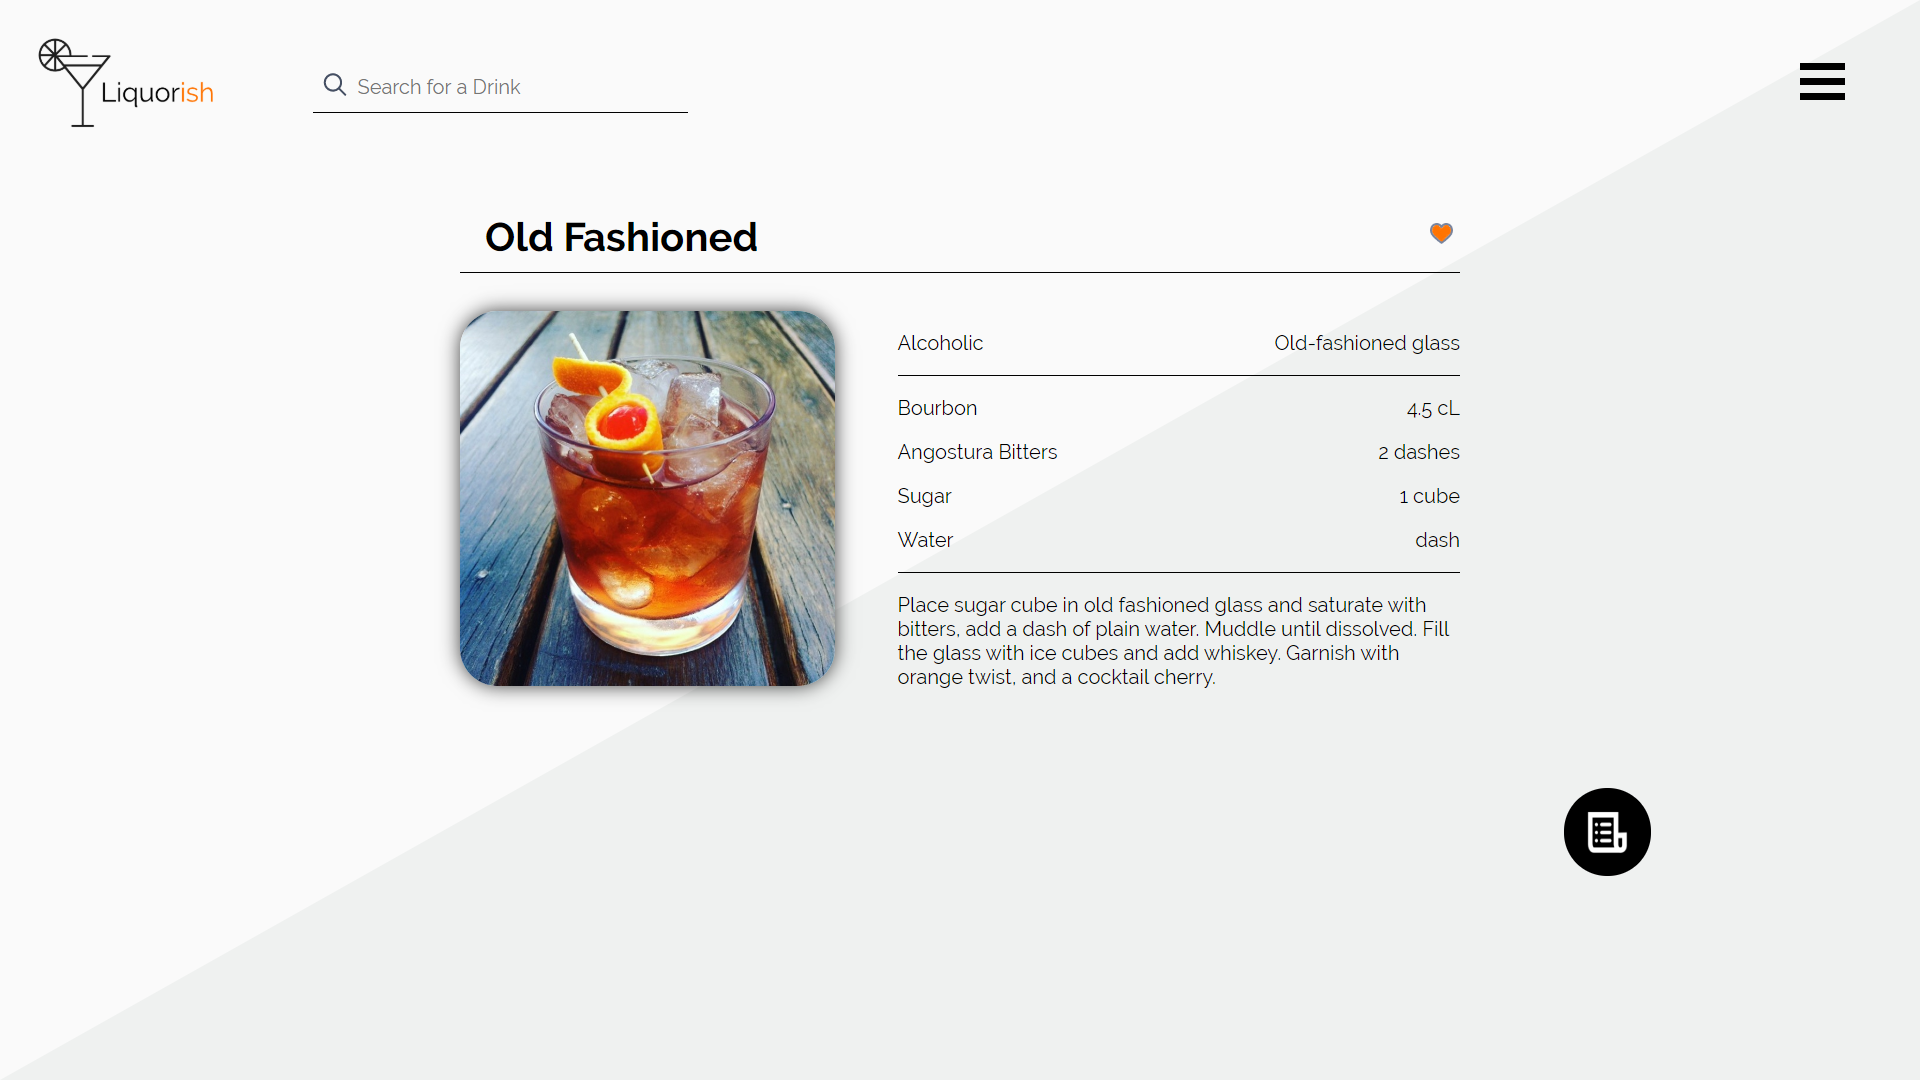 Liquorish
Search for a Drink
Old Fashioned
Alcoholic Old-fashioned glass
Bourbon 4.5 cL
Angostura Bitters 2 dashes
Sugar 1 cube
Water dash
Place sugar cube in old fashioned glass and saturate with
bitters, add a dash of plain water. Muddle until dissolved. Fill
the glass with ice cubes and add whiskey. Garnish with
orange twist, and a cocktail cherry.